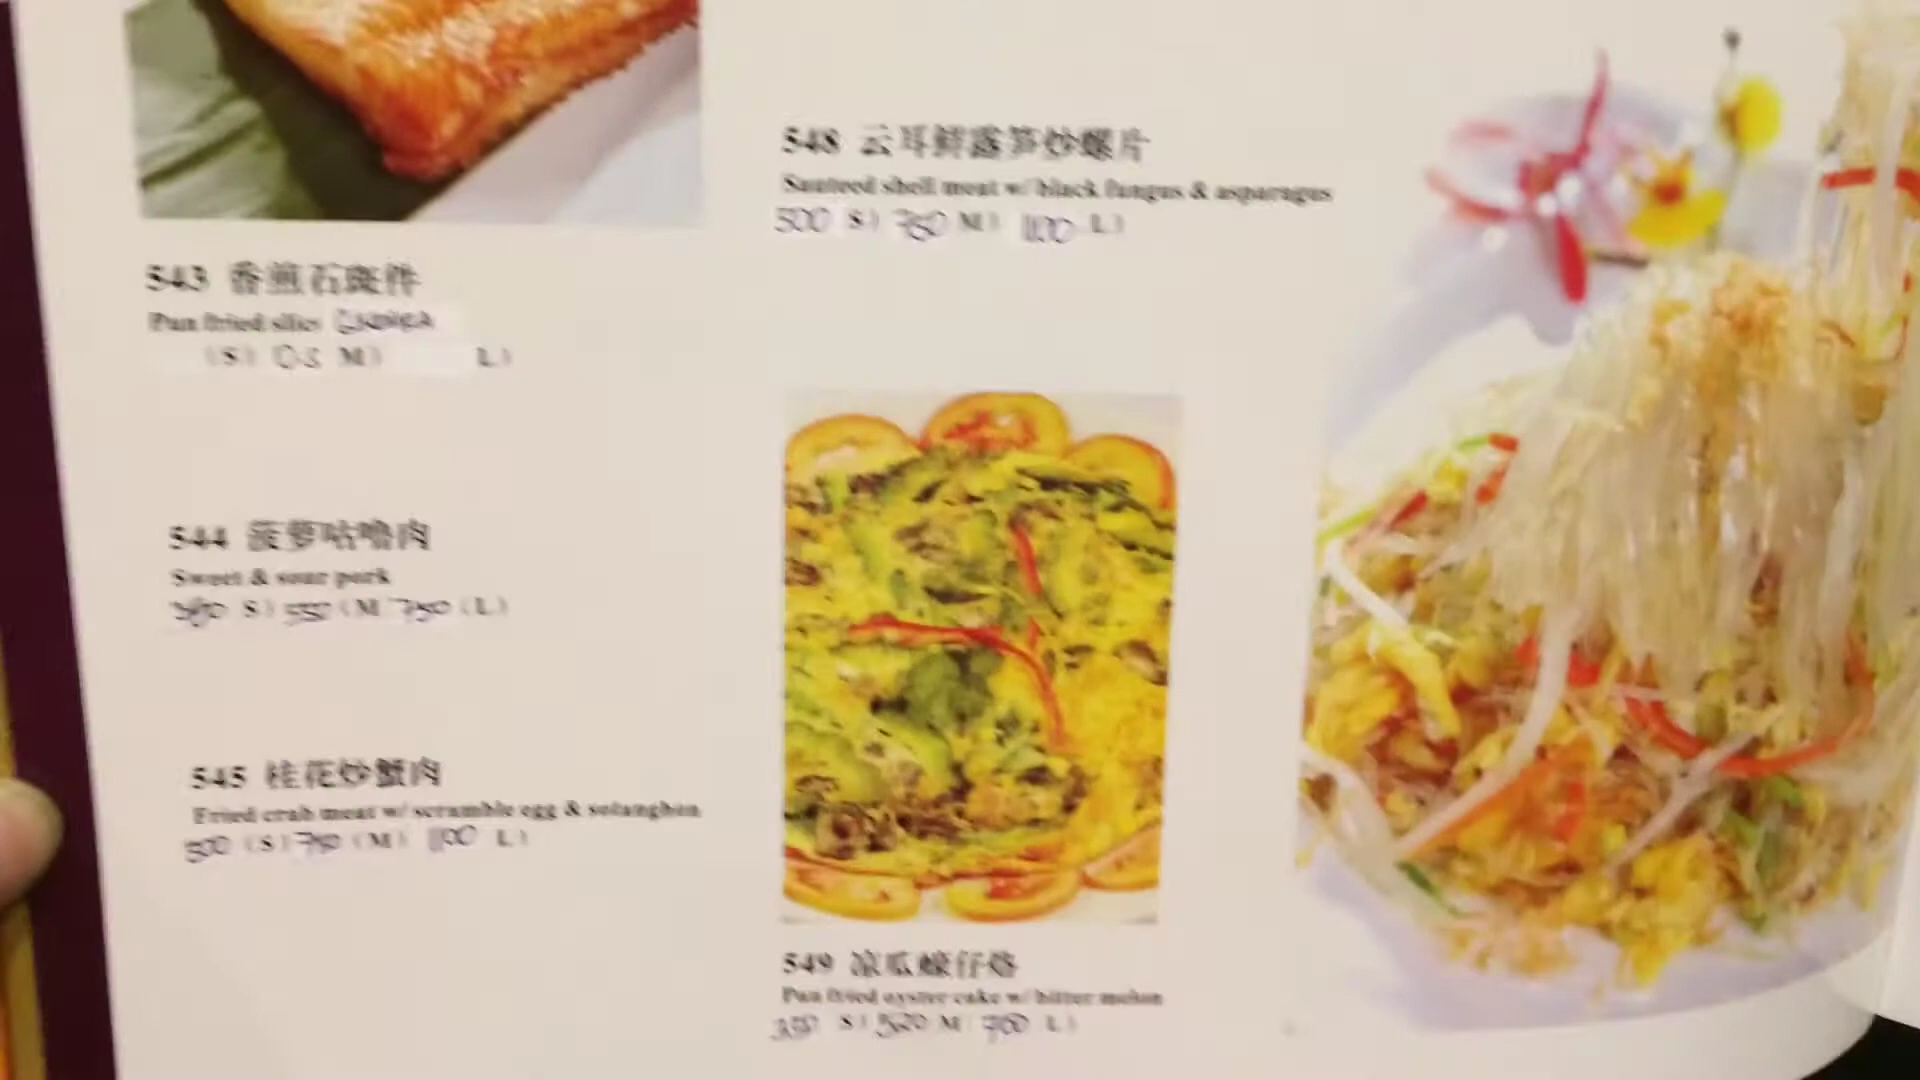 543 香煎石斑件
Pan fried slice
(S) O.S M) L)
544 菠萝咕噜肉
Sweet & sour pork
380 S) 550 (M 750 (L)
545 桂花炒蟹肉
Fried crab meat w/ scramble egg & sotanghon
500 (S) 750 (M) 1100 L)
548 云耳鲜露笋炒螺片
Sauteed shell meat w/ black fungus & asparagus
500 S) 750 M) 1100 L)
549 凉瓜蠔仔烙
Pan fried oyster cake w/ bitter melon
350 S) 520 M 700 L)